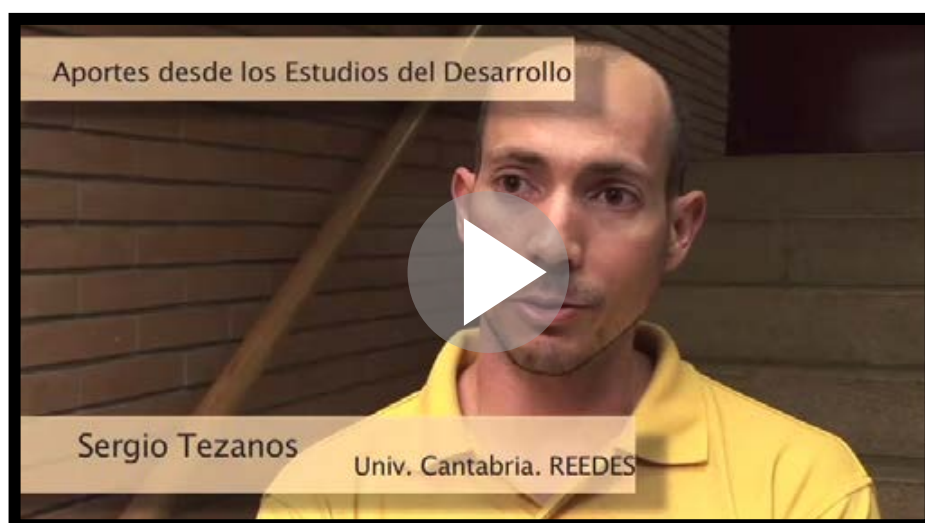 Aportes desde los Estudios del Desarrollo
Sergio Tezanos
Univ. Cantabria. REEDES